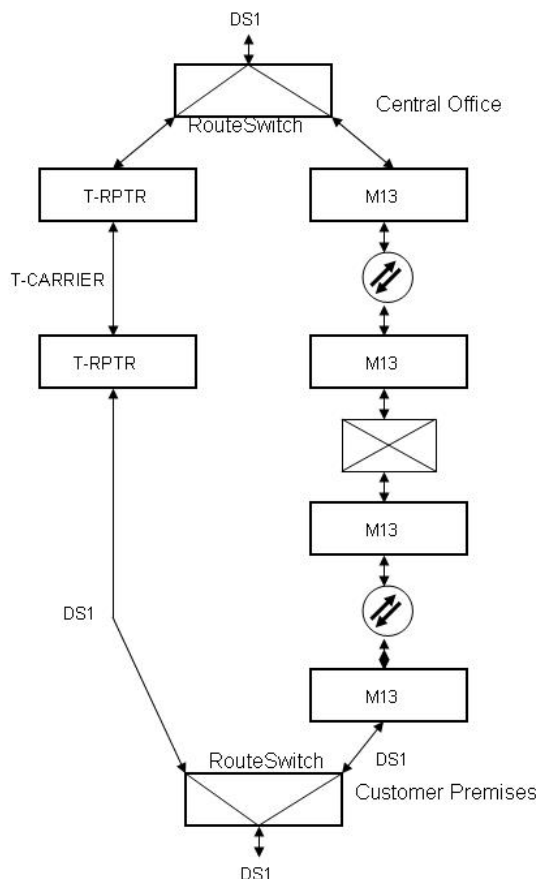 DS1
Central Office
RouteSwitch
T-RPTR
M13
T-CARRIER
T-RPTR
M13
M13
DS1
M13
RouteSwitch
DS1
Customer Premises
DS1